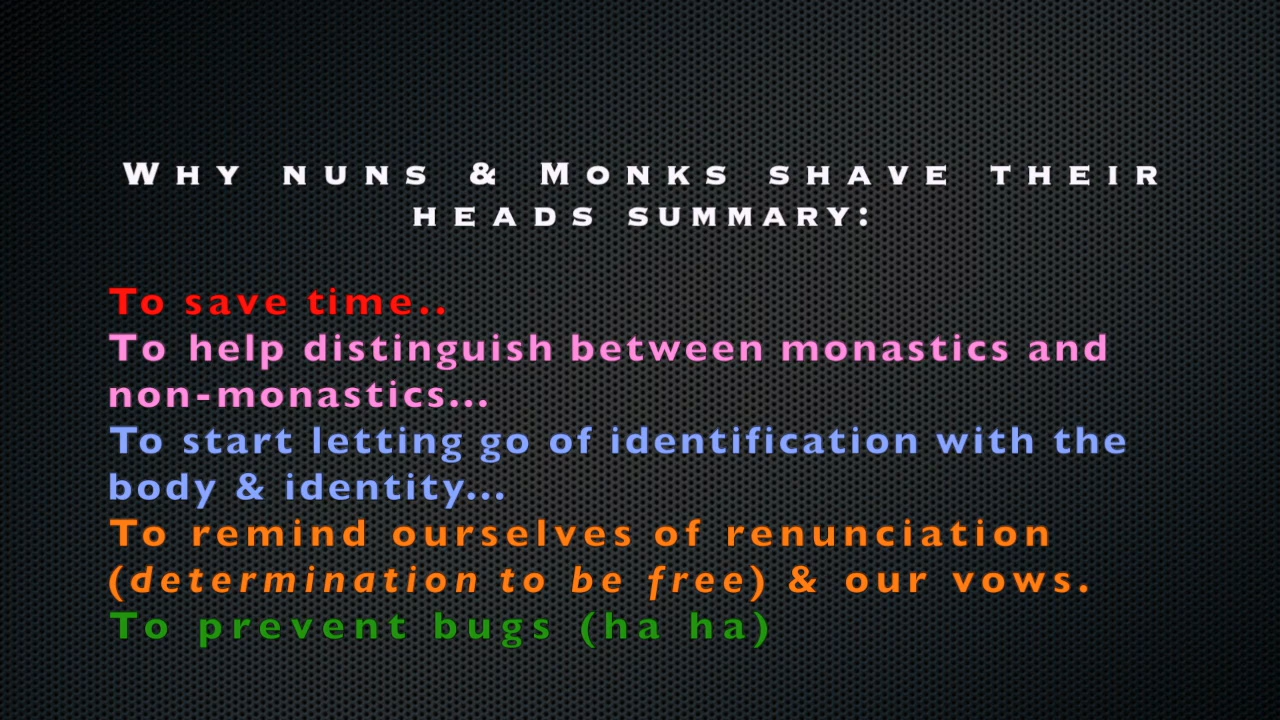 Why nuns & Monks shave their
heads summary:
To save time..
To help distinguish between monastics and
non-monastics...
To start letting go of identification with the
body & identity...
To remind ourselves of renunciation
(determination to be free) & our vows.
To prevent bugs (ha ha)